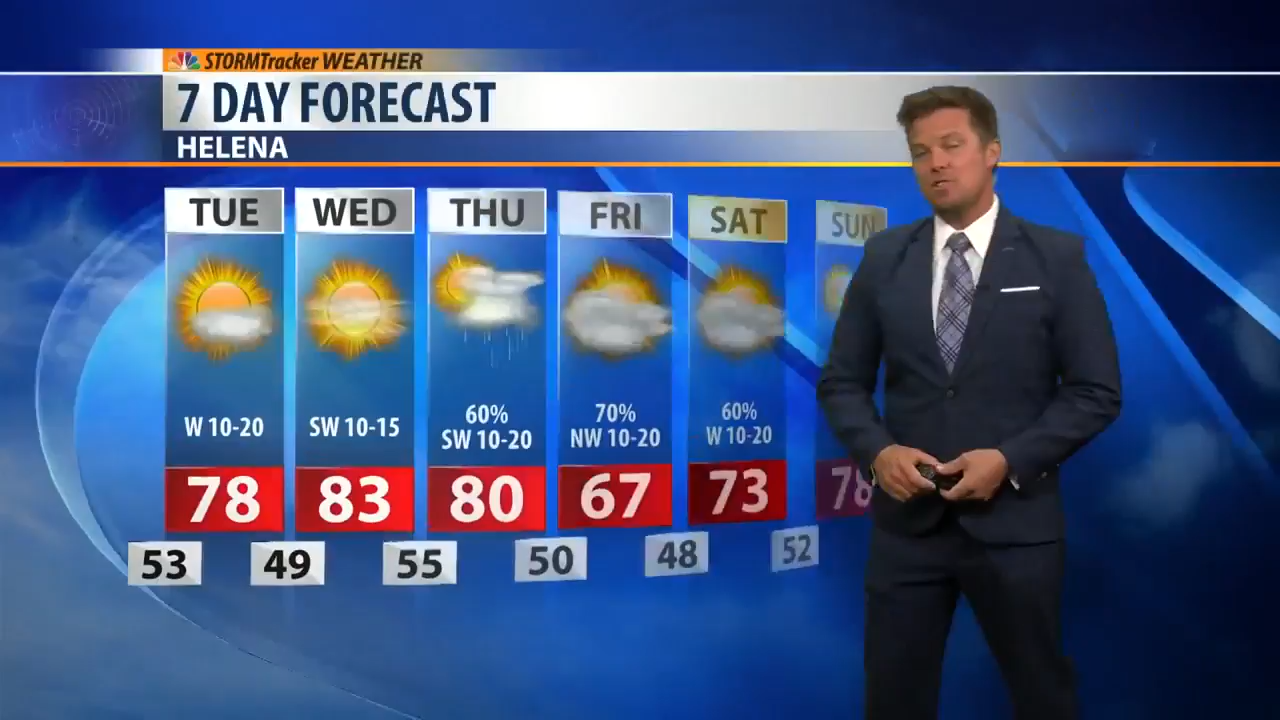 STORMTracker WEATHER
7 DAY FORECAST
HELENA
TUE WED THU FRI SAT SUN
60% 70% 60%
W 10-20 SW 10-15 SW 10-20 NW 10-20 W 10-20
78 83 80 67 73 78
53 49 55 50 48 52